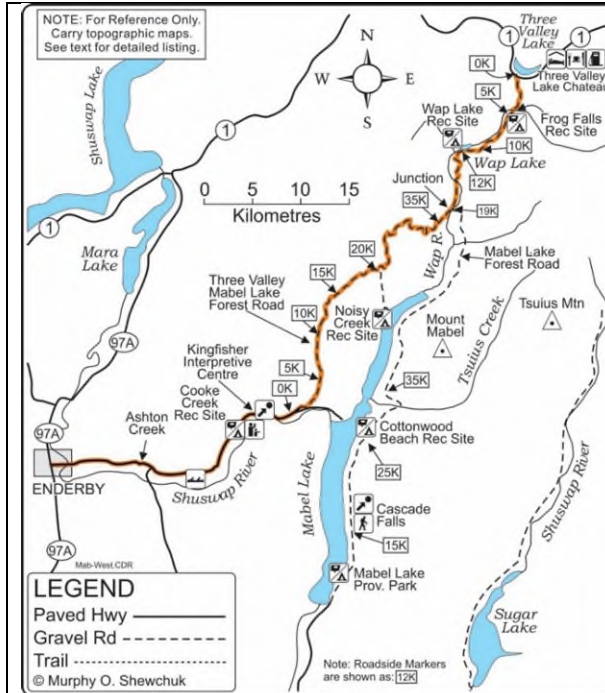 NOTE: For Reference Only.
Carry topographic maps.
See text for detailed listing.
Three
Valley
Lake
1
1
0K
Three Valley
Lake Chateau
5K
Frog Falls
Rec Site
Wap Lake
Rec Site
10K
Wap Lake
12K
N
W
E
S
Shuswap Lake
1
1
0
5
10
15
Kilometres
Junction
35K
19K
Wap R.
Mabel Lake
Forest Road
Mara
Lake
20K
15K
Three Valley
Mabel Lake
Forest Road
10K
Noisy
Creek Rec
Site
Mount
Mabel
Tsuius Creek
Tsuius Mtn
97A
Kingfisher
Interpretive
Centre
5K
0K
35K
Cooke
Creek
Rec Site
Cottonwood
Beach Rec Site
25K
Ashton
Creek
97A
ENDERBY
Shuswap River
Mabel Lake
Cascade
Falls
15K
Shuswap River
97A
Mab-West.CDR
Mabel Lake
Prov. Park
Sugar
Lake
LEGEND
Paved Hwy
Gravel Rd
Trail
© Murphy O. Shewchuk
Note: Roadside Markers
are shown as: 12K